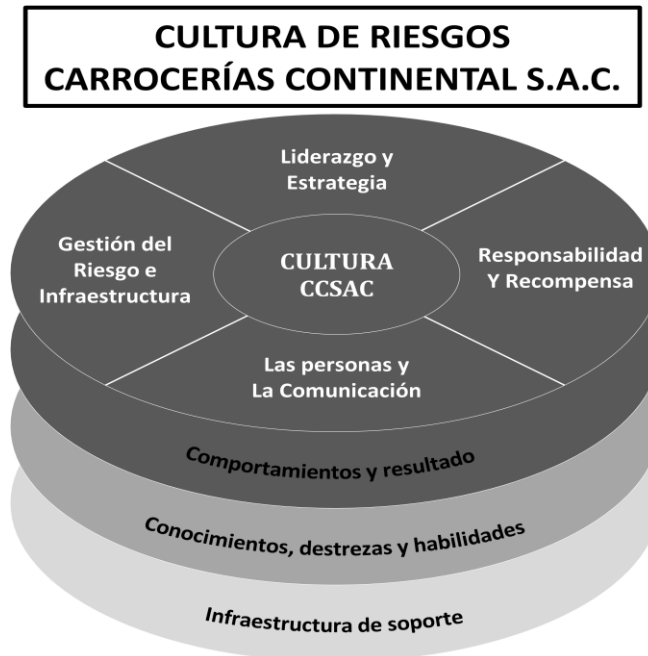 CULTURA DE RIESGOS
CARROCERÍAS CONTINENTAL S.A.C.
Liderazgo y
Estrategia
Gestión del
Riesgo e
Infraestructura
CULTURA
CCSAC
Responsabilidad
Y Recompensa
Las personas y
La Comunicación
Comportamientos y resultado
Conocimientos, destrezas y habilidades
Infraestructura de soporte